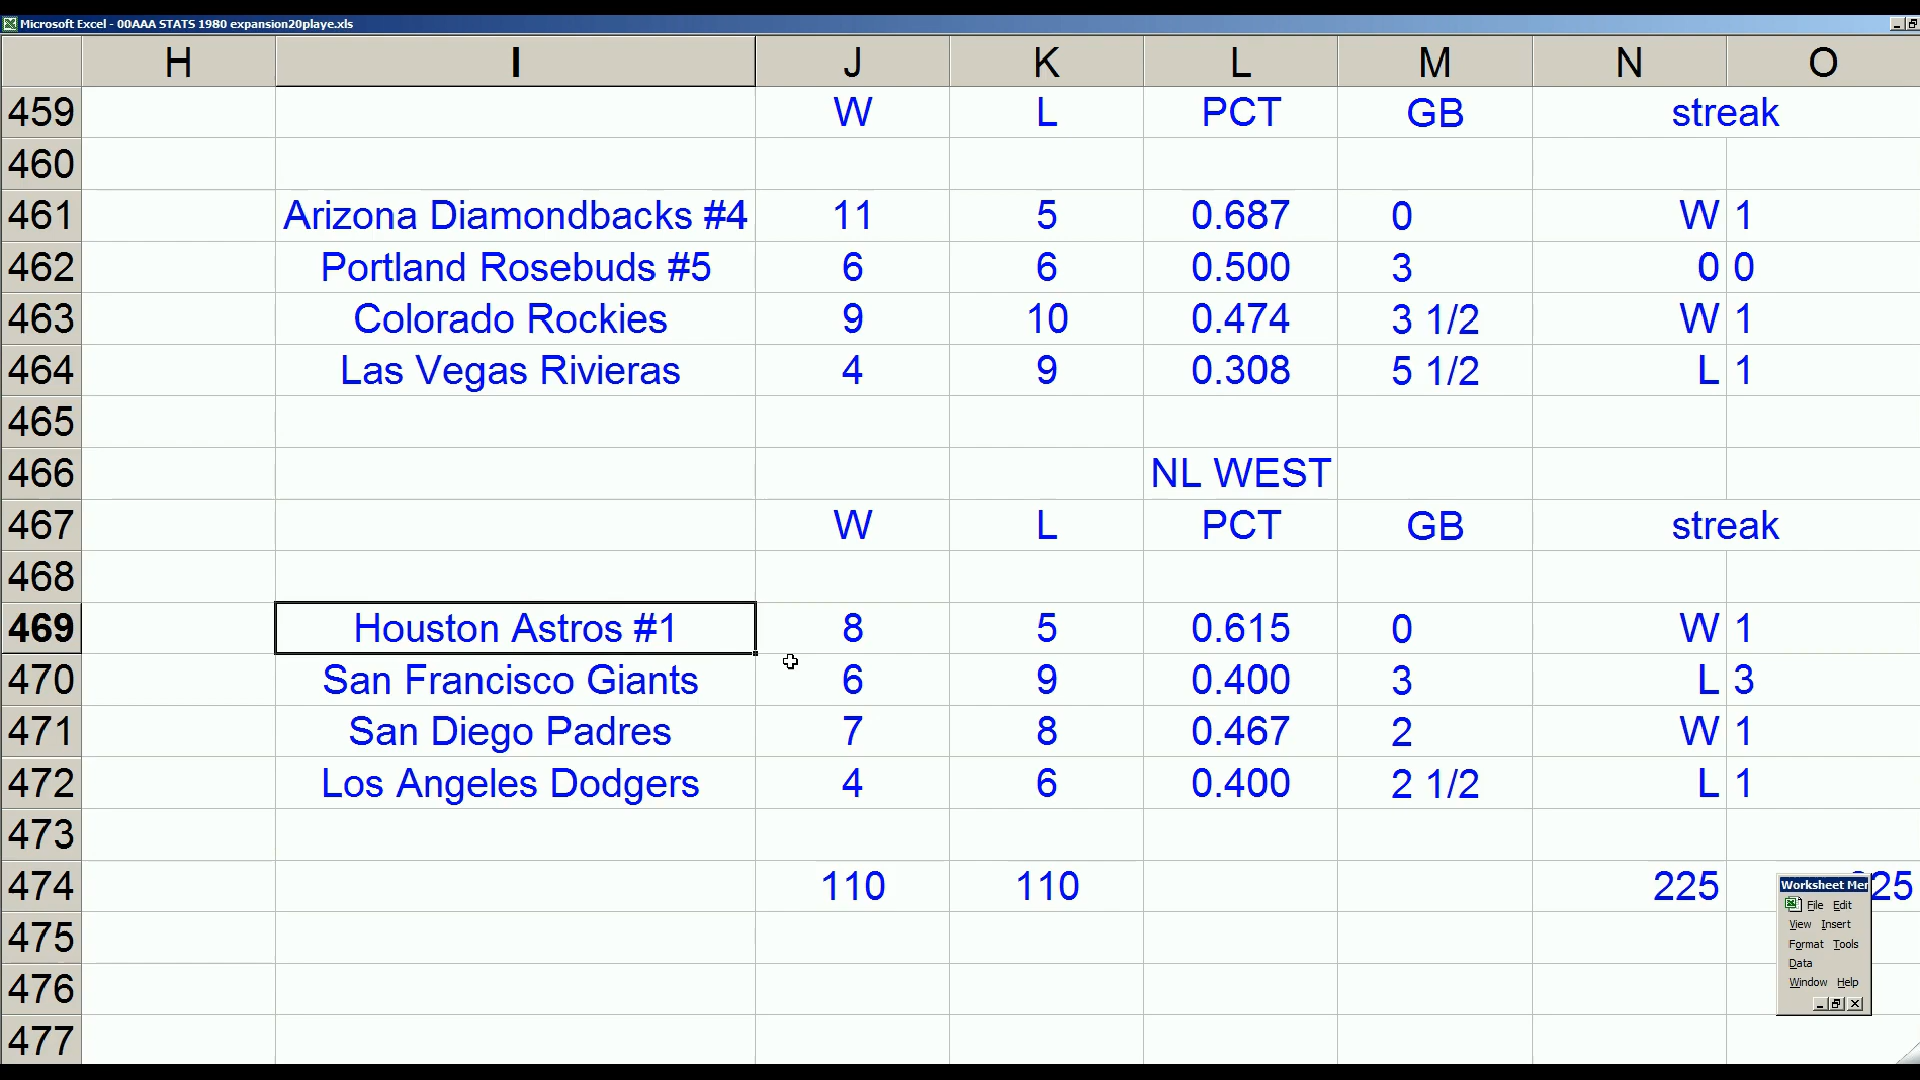 Microsoft Excel - 00AAA STATS 1980 expansion20playe.xls
H I J K L M N O
459 W L PCT GB streak
460
461 Arizona Diamondbacks #4 11 5 0.687 0 W 1
462 Portland Rosebuds #5 6 6 0.500 3 0 0
463 Colorado Rockies 9 10 0.474 3 1/2 W 1
464 Las Vegas Rivieras 4 9 0.308 5 1/2 L 1
465
466 NL WEST
467 W L PCT GB streak
468
469 Houston Astros #1 8 5 0.615 0 W 1
470 San Francisco Giants 6 9 0.400 3 L 3
471 San Diego Padres 7 8 0.467 2 W 1
472 Los Angeles Dodgers 4 6 0.400 2 1/2 L 1
473
474 110 110 225 25
475
476
477
Worksheet Mer
File Edit
View Insert
Format Tools
Data
Window Help